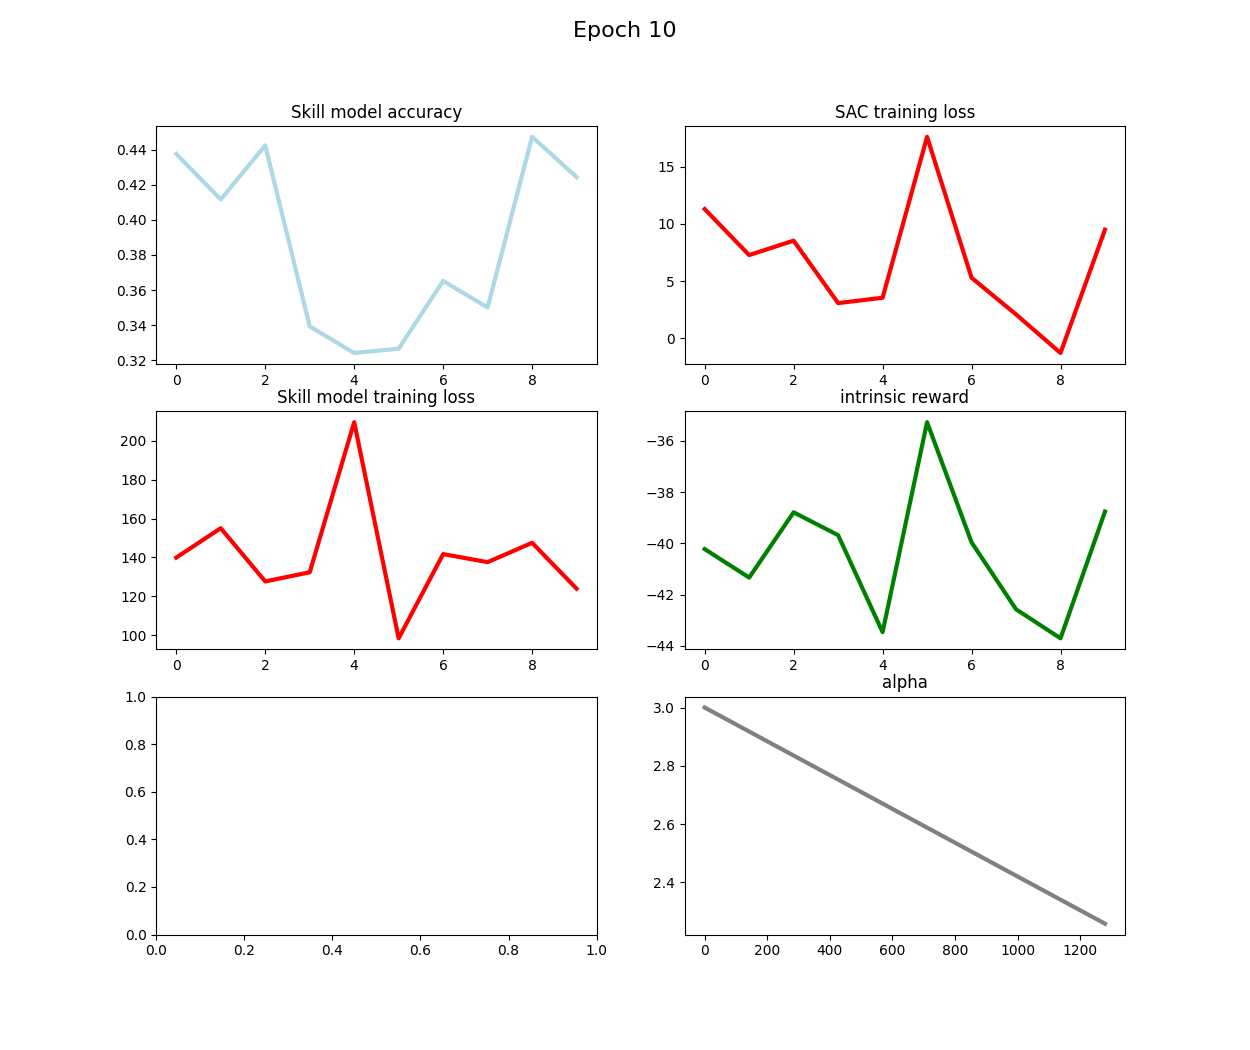 Epoch 10
Skill model accuracy
0.44
0.42
0.40
0.38
0.36
0.34
0.32
0 2 4 6 8
SAC training loss
15
10
5
0
0 2 4 6 8
Skill model training loss
200
180
160
140
120
100
0 2 4 6 8
intrinsic reward
−36
−38
−40
−42
−44
0 2 4 6 8
1.0
0.8
0.6
0.4
0.2
0.0
0.0 0.2 0.4 0.6 0.8 1.0
alpha
3.0
2.8
2.6
2.4
0 200 400 600 800 1000 1200